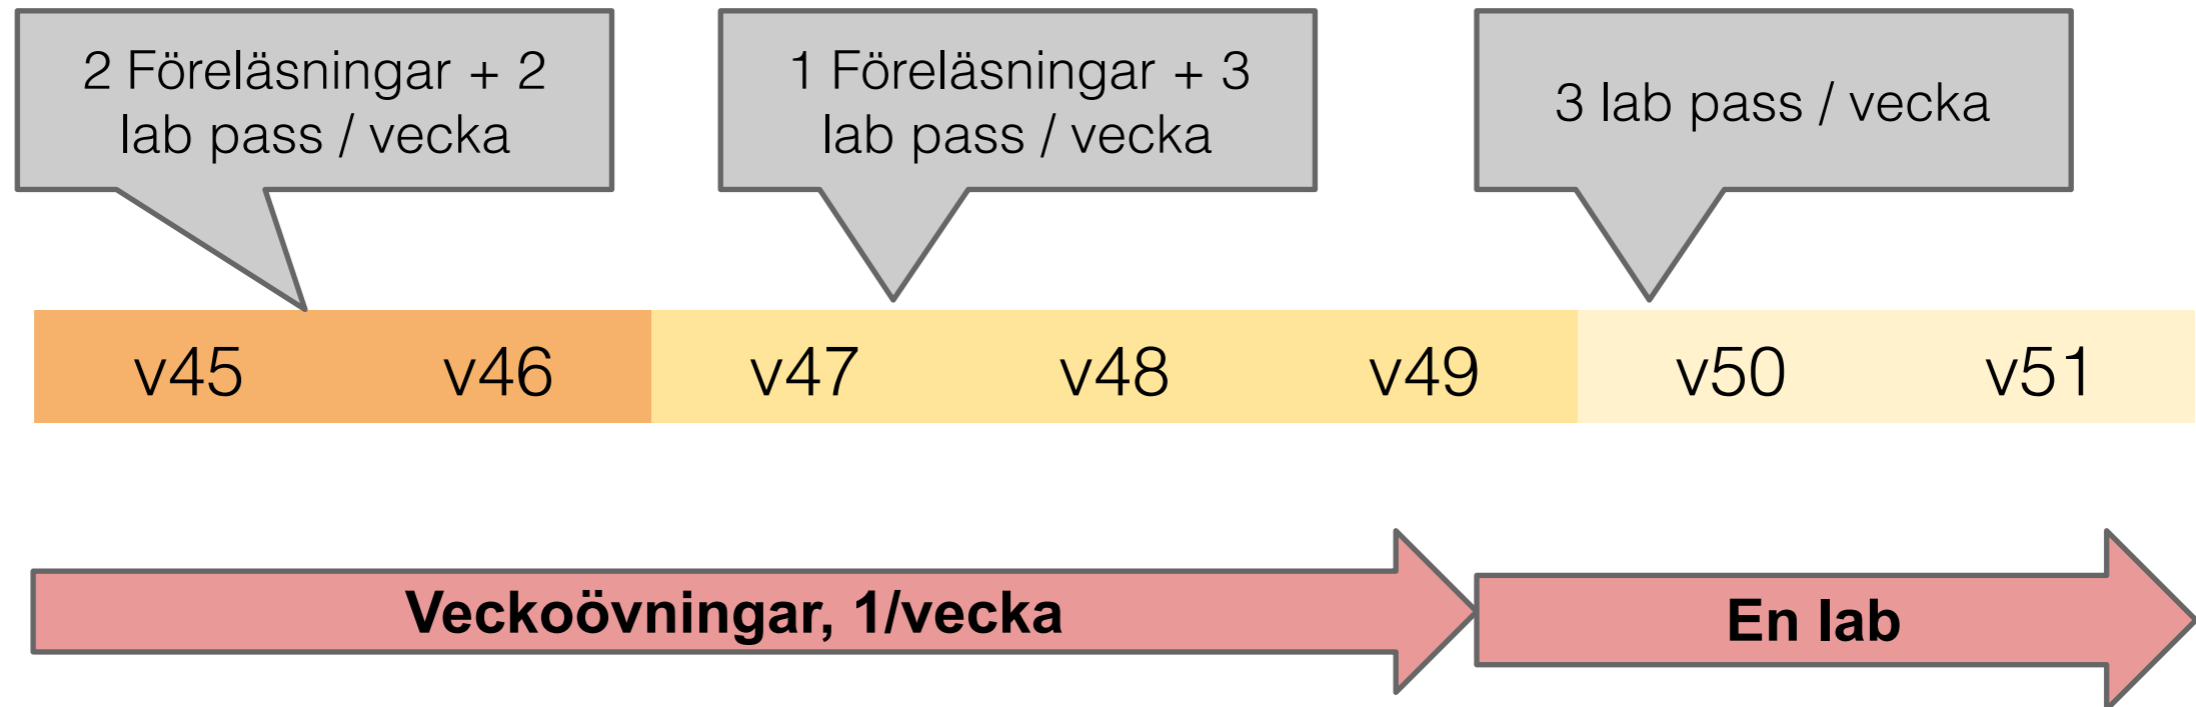 2 Föreläsningar + 2
lab pass / vecka
1 Föreläsningar + 3
lab pass / vecka
3 lab pass / vecka
v45 v46 v47 v48 v49 v50 v51
Veckoövningar, 1/vecka
En lab